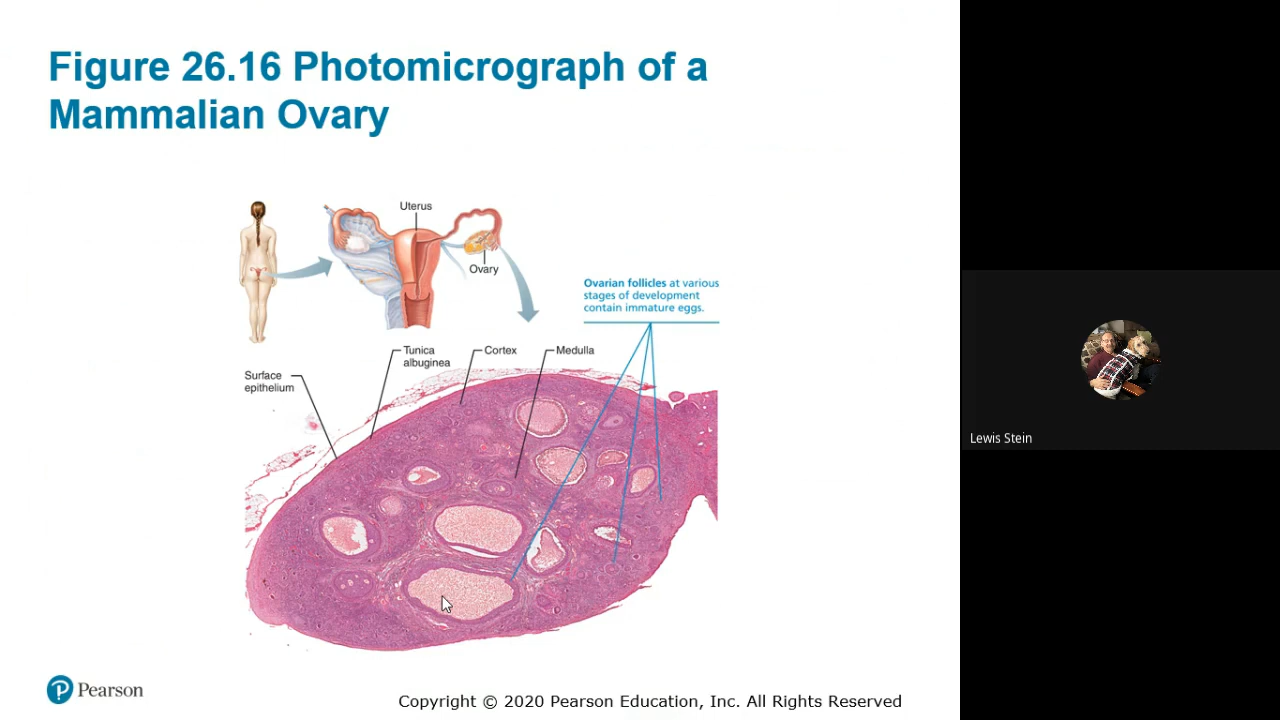 Figure 26.16 Photomicrograph of a
Mammalian Ovary
Uterus
Ovary
Ovarian follicles at various
stages of development
contain immature eggs.
Tunica
albuginea
Cortex
Medulla
Surface
epithelium
Lewis Stein
Pearson
Copyright © 2020 Pearson Education, Inc. All Rights Reserved